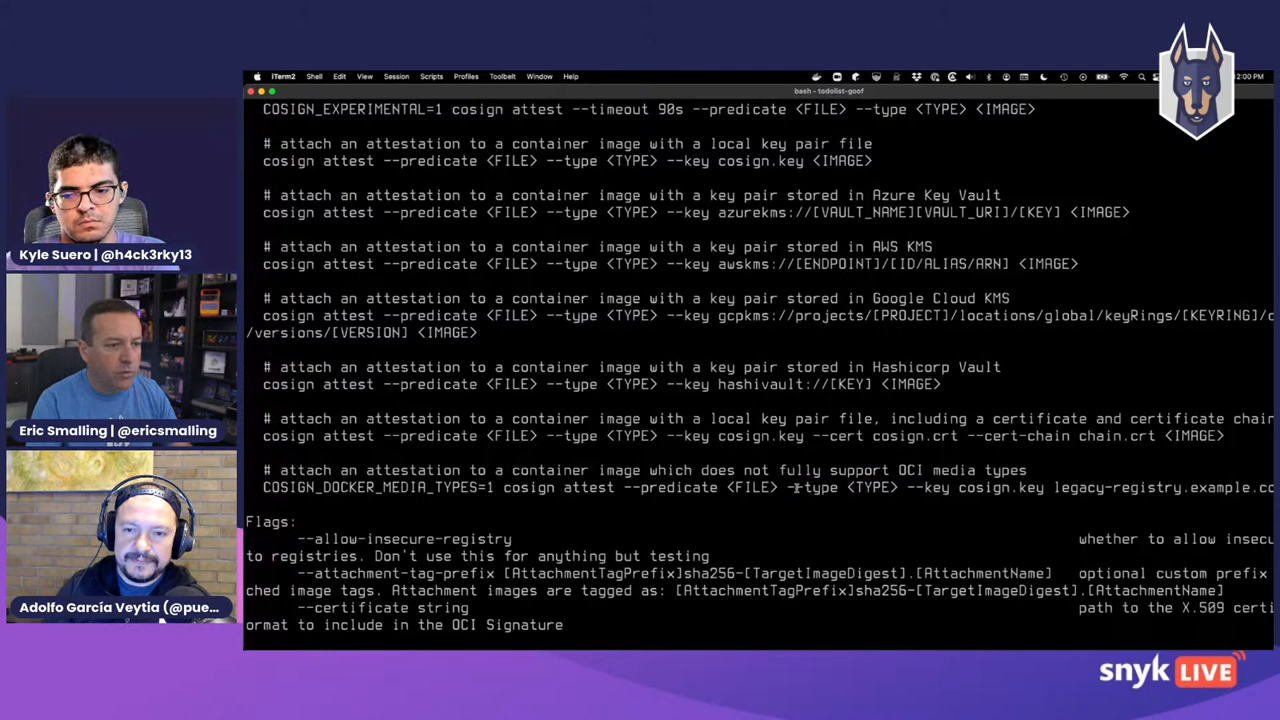 iTerm2 Shell Edit View Session Scripts Profiles Toolbelt Window Help
2:00 PM
bash - todolist-goof
COSIGN_EXPERIMENTAL=1 cosign attest --timeout 90s --predicate <FILE> --type <TYPE> <IMAGE>
# attach an attestation to a container image with a local key pair file
cosign attest --predicate <FILE> --type <TYPE> --key cosign.key <IMAGE>
# attach an attestation to a container image with a key pair stored in Azure Key Vault
cosign attest --predicate <FILE> --type <TYPE> --key azurekms://[VAULT_NAME][VAULT_URI]/[KEY] <IMAGE>
# attach an attestation to a container image with a key pair stored in AWS KMS
cosign attest --predicate <FILE> --type <TYPE> --key awskms://[ENDPOINT]/[ID/ALIAS/ARN] <IMAGE>
# attach an attestation to a container image with a key pair stored in Google Cloud KMS
cosign attest --predicate <FILE> --type <TYPE> --key gcpkms://projects/[PROJECT]/locations/global/keyRings/[KEYRING]/c
/versions/[VERSION] <IMAGE>
# attach an attestation to a container image with a key pair stored in Hashicorp Vault
cosign attest --predicate <FILE> --type <TYPE> --key hashivault://[KEY] <IMAGE>
# attach an attestation to a container image with a local key pair file, including a certificate and certificate chain
cosign attest --predicate <FILE> --type <TYPE> --key cosign.key --cert cosign.crt --cert-chain chain.crt <IMAGE>
# attach an attestation to a container image which does not fully support OCI media types
COSIGN_DOCKER_MEDIA_TYPES=1 cosign attest --predicate <FILE> --type <TYPE> --key cosign.key legacy-registry.example.co
Flags:
--allow-insecure-registry whether to allow insecu
to registries. Don't use this for anything but testing
--attachment-tag-prefix [AttachmentTagPrefix]sha256-[TargetImageDigest].[AttachmentName] optional custom prefix
ched image tags. Attachment images are tagged as: [AttachmentTagPrefix]sha256-[TargetImageDigest].[AttachmentName]
--certificate string path to the X.509 certi
ormat to include in the OCI Signature
Kyle Suero | @h4ck3rky13
Eric Smalling | @ericsmalling
Adolfo García Veytia (@pue...
snyk LIVE